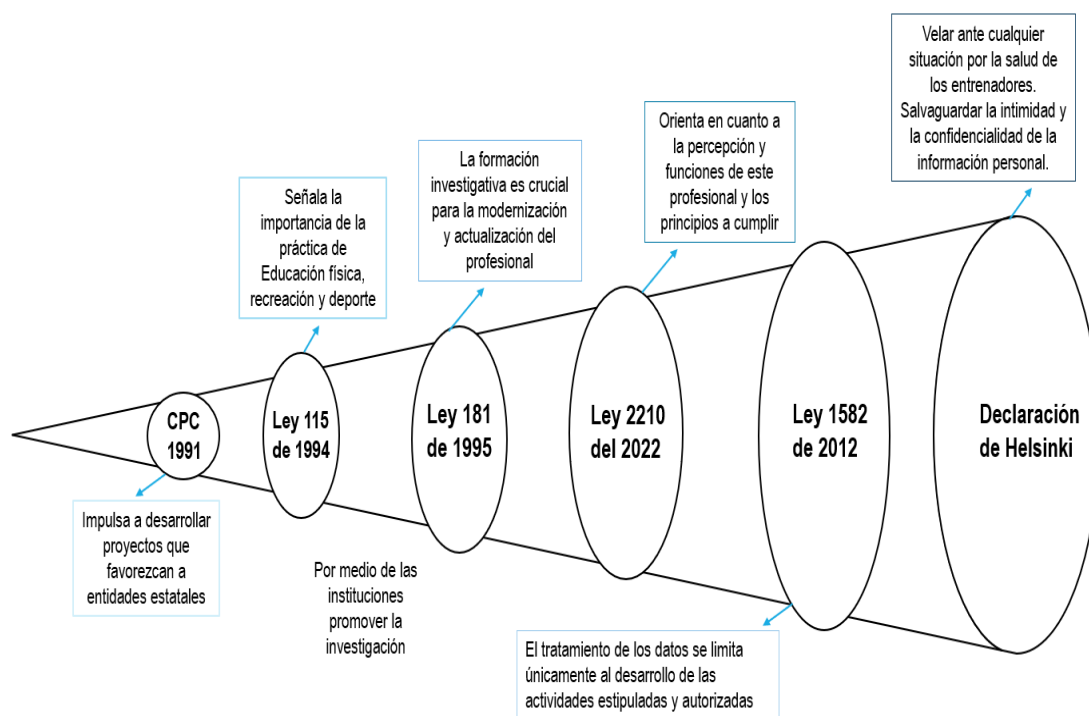 Velar ante cualquier
situación por la salud de
los entrenadores.
Salvaguardar la intimidad y
la confidencialidad de la
información personal.
Orienta en cuanto a
la percepción y
funciones de este
profesional y los
principios a cumplir
La formación
investigativa es crucial
para la modernización
y actualización del
profesional
Señala la
importancia de la
práctica de
Educación física,
recreación y deporte
CPC
1991
Ley 115
de 1994
Ley 181
de 1995
Ley 2210
del 2022
Ley 1582
de 2012
Declaración
de Helsinki
Impulsa a desarrollar
proyectos que
favorezcan a
entidades estatales
Por medio de las
instituciones
promover la
investigación
El tratamiento de los datos se limita
únicamente al desarrollo de las
actividades estipuladas y autorizadas